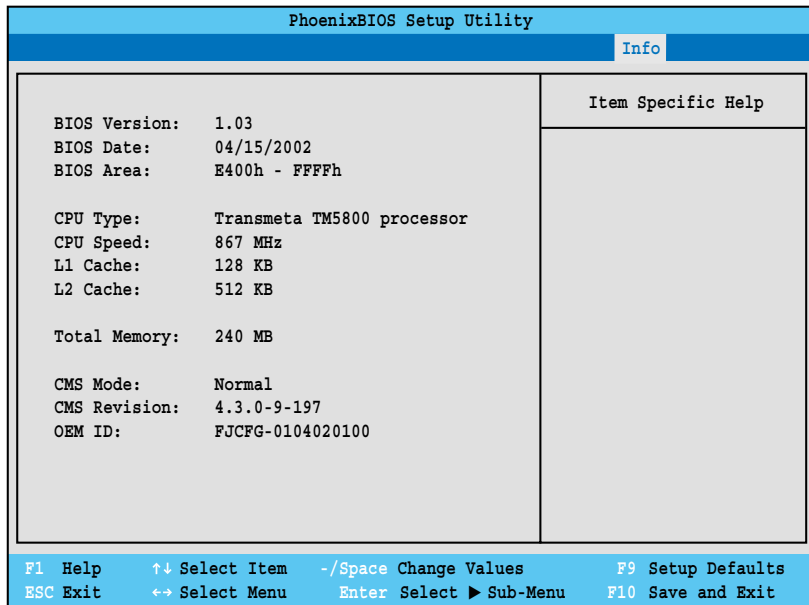 PhoenixBIOS Setup Utility
Info
Item Specific Help
BIOS Version: 1.03
BIOS Date: 04/15/2002
BIOS Area: E400h - FFFFh
CPU Type: Transmeta TM5800 processor
CPU Speed: 867 MHz
L1 Cache: 128 KB
L2 Cache: 512 KB
Total Memory: 240 MB
CMS Mode: Normal
CMS Revision: 4.3.0-9-197
OEM ID: FJCFG-0104020100
F1 Help ↑↓ Select Item -/Space Change Values F9 Setup Defaults
ESC Exit ←→ Select Menu Enter Select ▶ Sub-Menu F10 Save and Exit